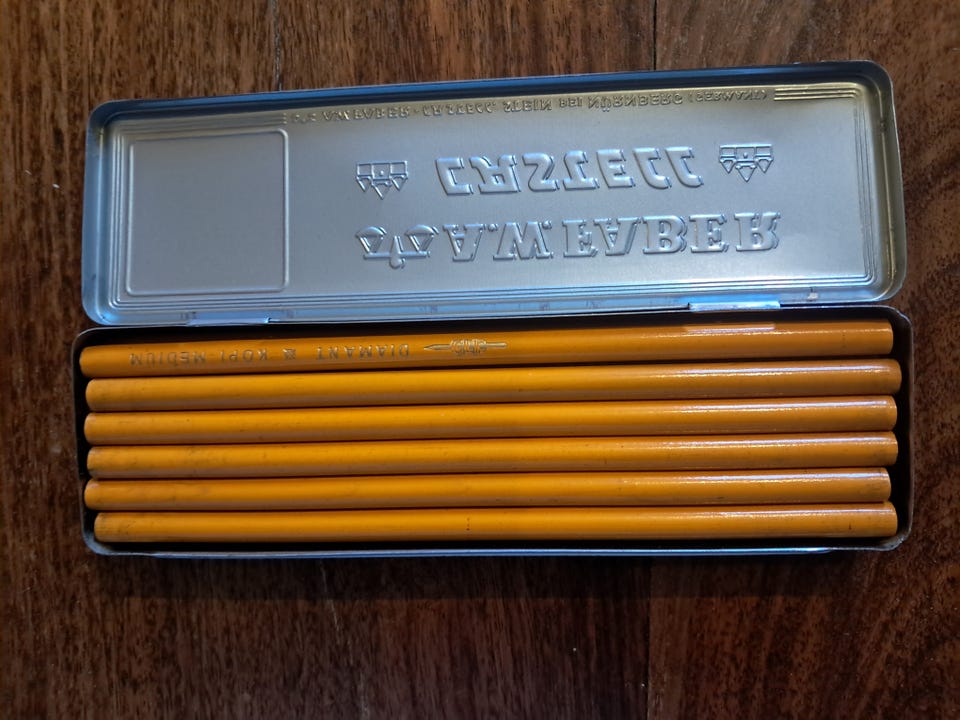 A.W.FABER
CASTELL
A.W.FABER-CASTELL, STEIN BEI NÜRNBERG (GERMANY)
DIAMANT KOPI-MEDIUM